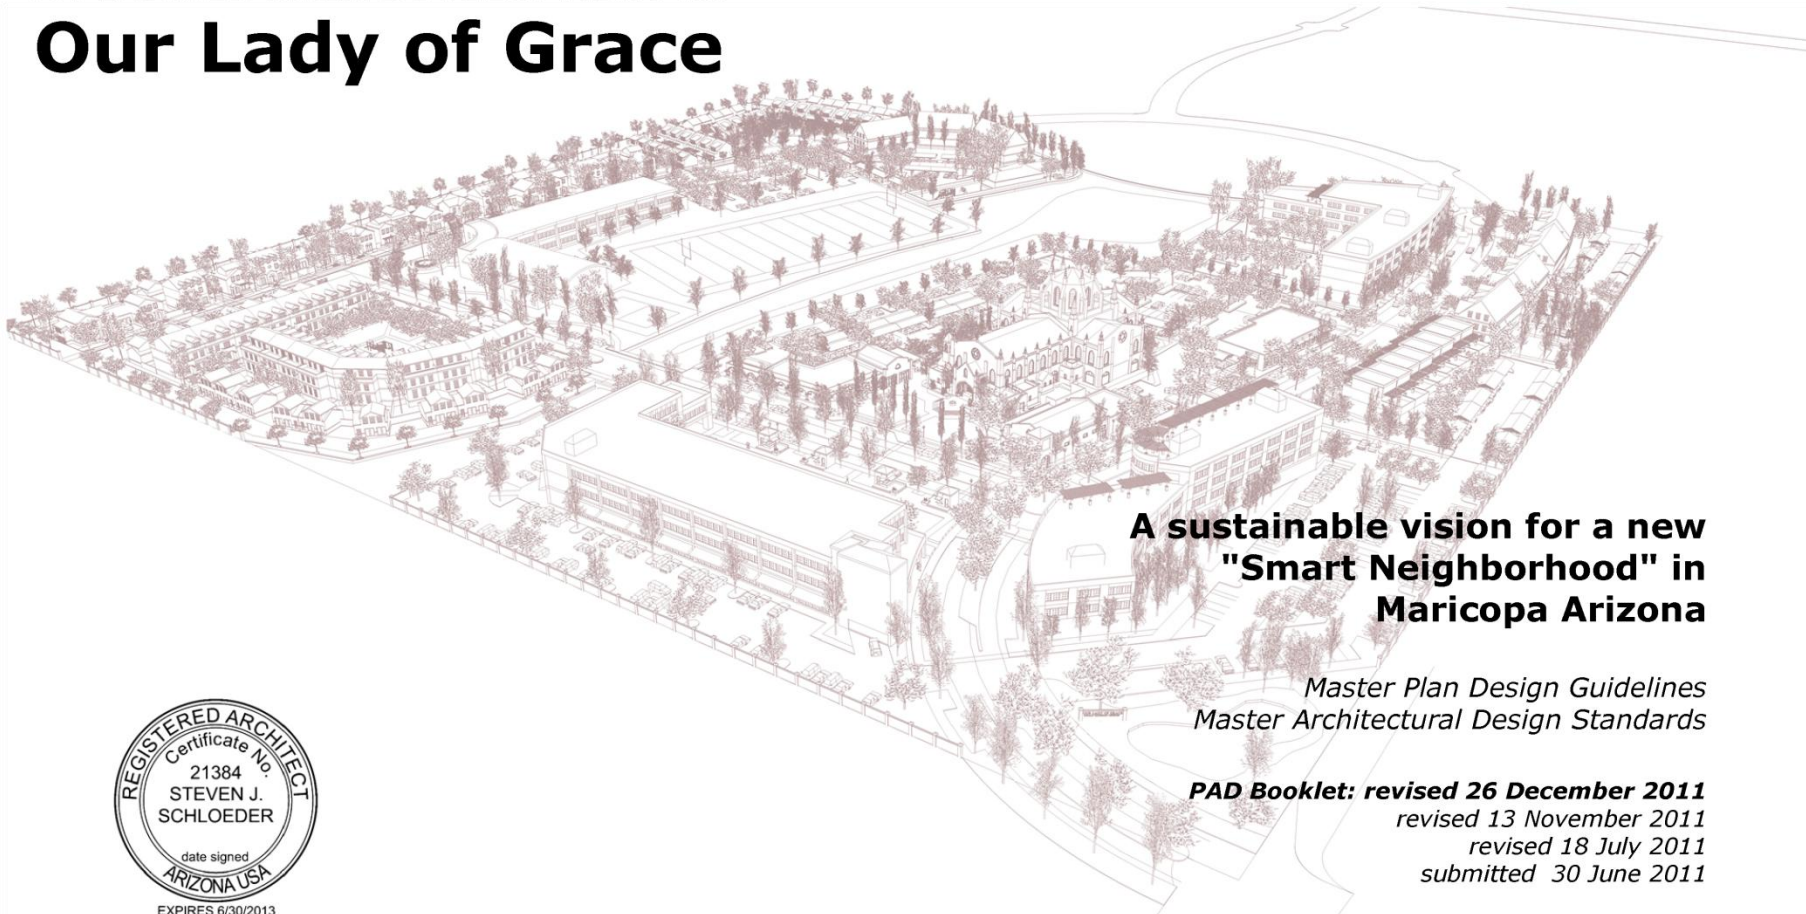 Our Lady of Grace
A sustainable vision for a new
"Smart Neighborhood" in
Maricopa Arizona
Master Plan Design Guidelines
Master Architectural Design Standards
PAD Booklet: revised 26 December 2011
revised 13 November 2011
revised 18 July 2011
submitted 30 June 2011
REGISTERED ARCHITECT
Certificate No.
21384
STEVEN J.
SCHLOEDER
date signed
ARIZONA USA
EXPIRES 6/30/2013